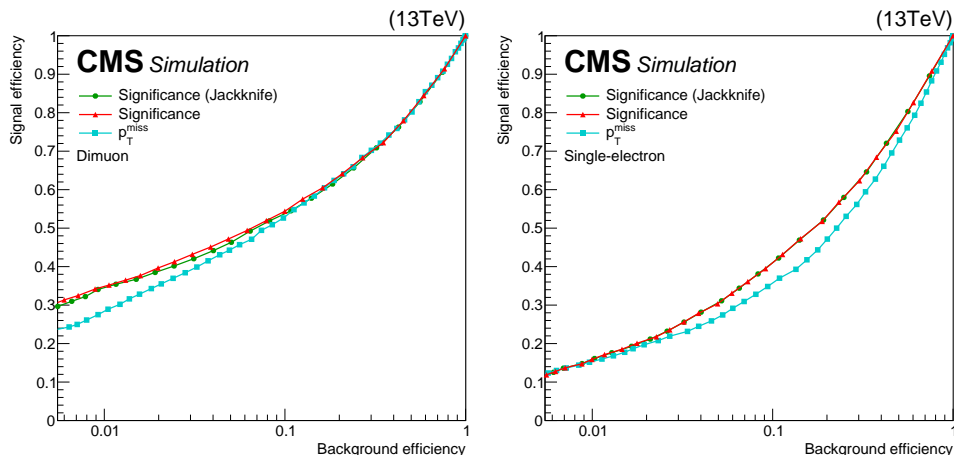 (13TeV)
Signal efficiency
1
0.9
0.8
0.7
0.6
0.5
0.4
0.3
0.2
0.1
0
CMS Simulation
Significance (Jackknife)
Significance
p_T^miss
Dimuon
0.01
0.1
1
Background efficiency
(13TeV)
Signal efficiency
1
0.9
0.8
0.7
0.6
0.5
0.4
0.3
0.2
0.1
0
CMS Simulation
Significance (Jackknife)
Significance
p_T^miss
Single-electron
0.01
0.1
1
Background efficiency